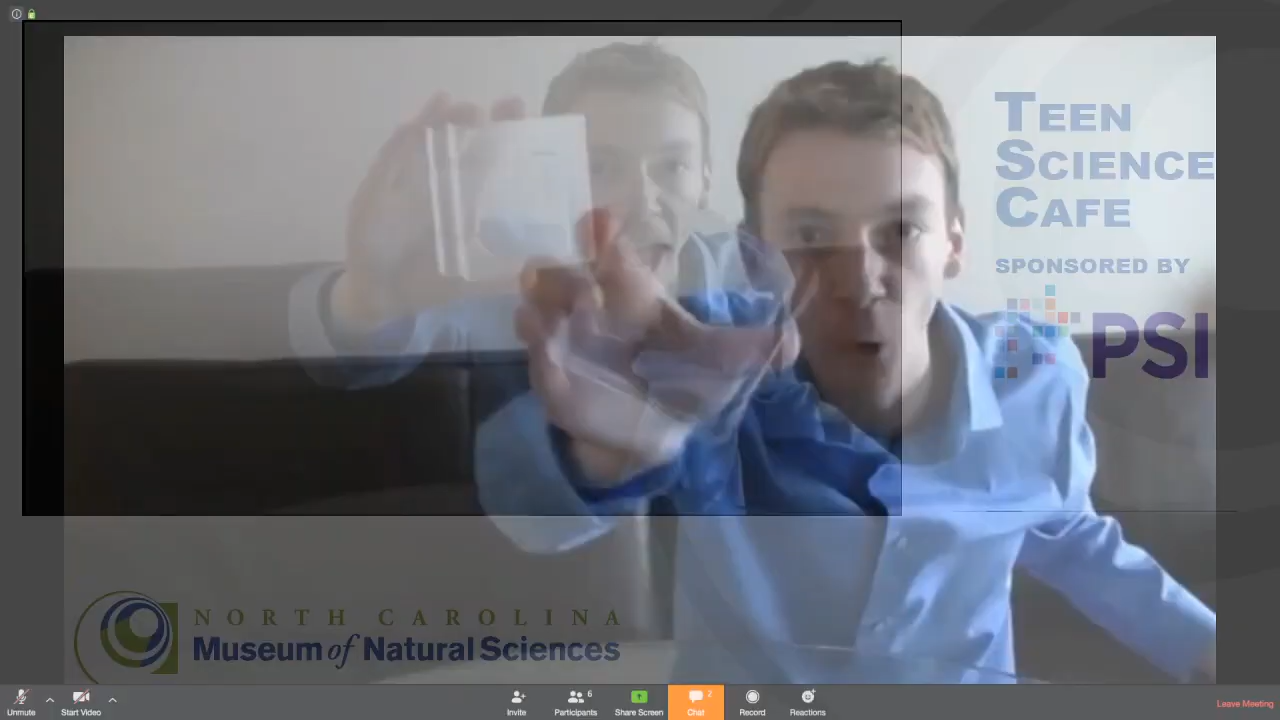 TEEN
SCIENCE
CAFE
SPONSORED BY
PSI
NORTH CAROLINA
Museum of Natural Sciences
Unmute
Start Video
Invite
Participants
6
Share Screen
Chat
2
Record
Reactions
Leave Meeting